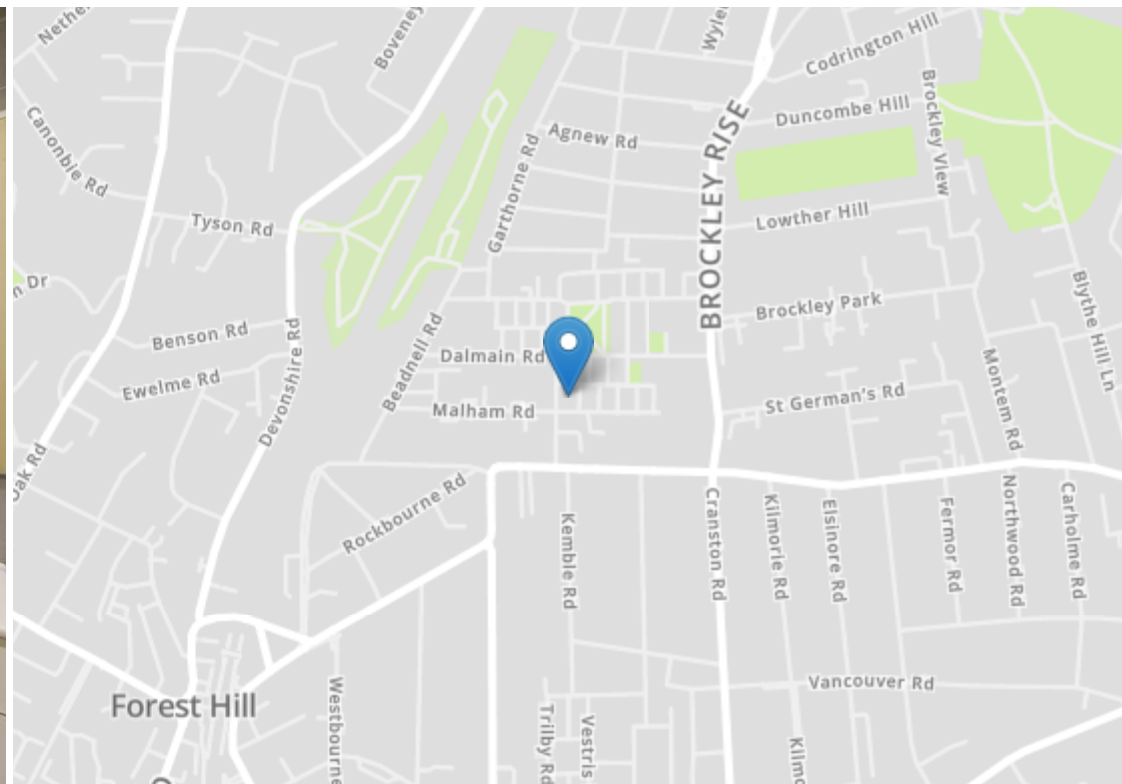 Codrington Hill
Brockley View
Duncombe Hill
BROCKLEY RISE
Agnew Rd
Canonbie Rd
Garthorne Rd
Tyson Rd
Lowther Hill
Brockley Park
Blythe Hill Ln
Benson Rd
Devonshire Rd
Beadnell Rd
Dalmain Rd
Ewelme Rd
Malham Rd
St German's Rd
Montem Rd
Rockbourne Rd
Kemble Rd
Cranston Rd
Kilmorie Rd
Elsinore Rd
Fermor Rd
Northwood Rd
Carholme Rd
Vancouver Rd
Forest Hill
Westbourne
Trilby Rd
Vestris